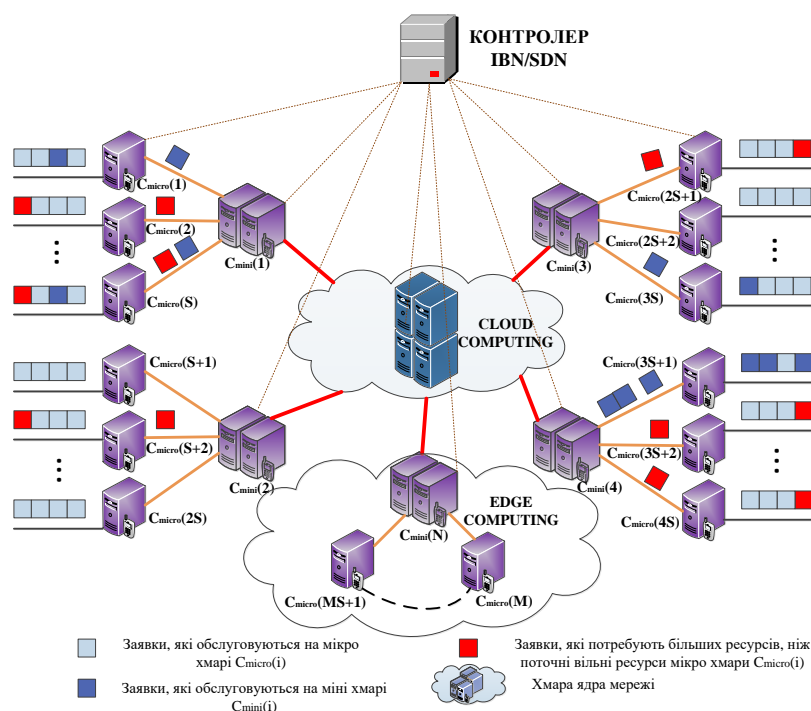 КОНТРОЛЕР
IBN/SDN
Cmicro(1)
Cmicro(2)
Cmini(1)
Cmicro(S)
Cmicro(2S+1)
Cmicro(2S+2)
Cmini(3)
Cmicro(3S)
CLOUD
COMPUTING
Cmicro(S+1)
Cmicro(S+2)
Cmini(2)
Cmicro(2S)
Cmicro(3S+1)
Cmicro(3S+2)
Cmini(4)
Cmicro(4S)
EDGE
COMPUTING
Cmini(N)
Cmicro(MS+1)
Cmicro(M)
Заявки, які обслуговуються на мікро
хмарі Cmicro(i)
Заявки, які обслуговуються на міні хмарі
Cmini(i)
Заявки, які потребують більших ресурсів, ніж
поточні вільні ресурси мікро хмари Cmicro(i)
Хмара ядра мережі